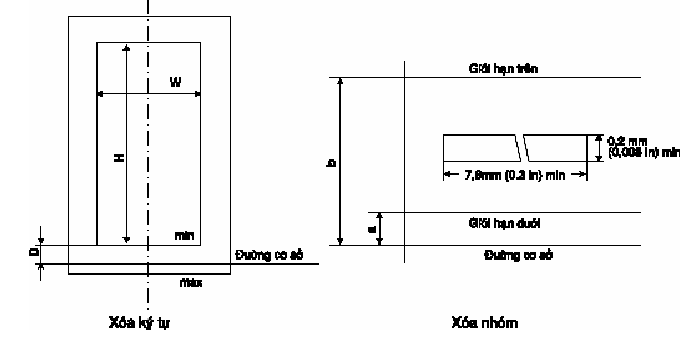 W
H
min
D
Đường cơ sở
max
Xóa ký tự
Giới hạn trên
b
0,2 mm
(0,008 in) min
7,6mm (0.3 in) min
a
Giới hạn dưới
Đường cơ sở
Xóa nhóm